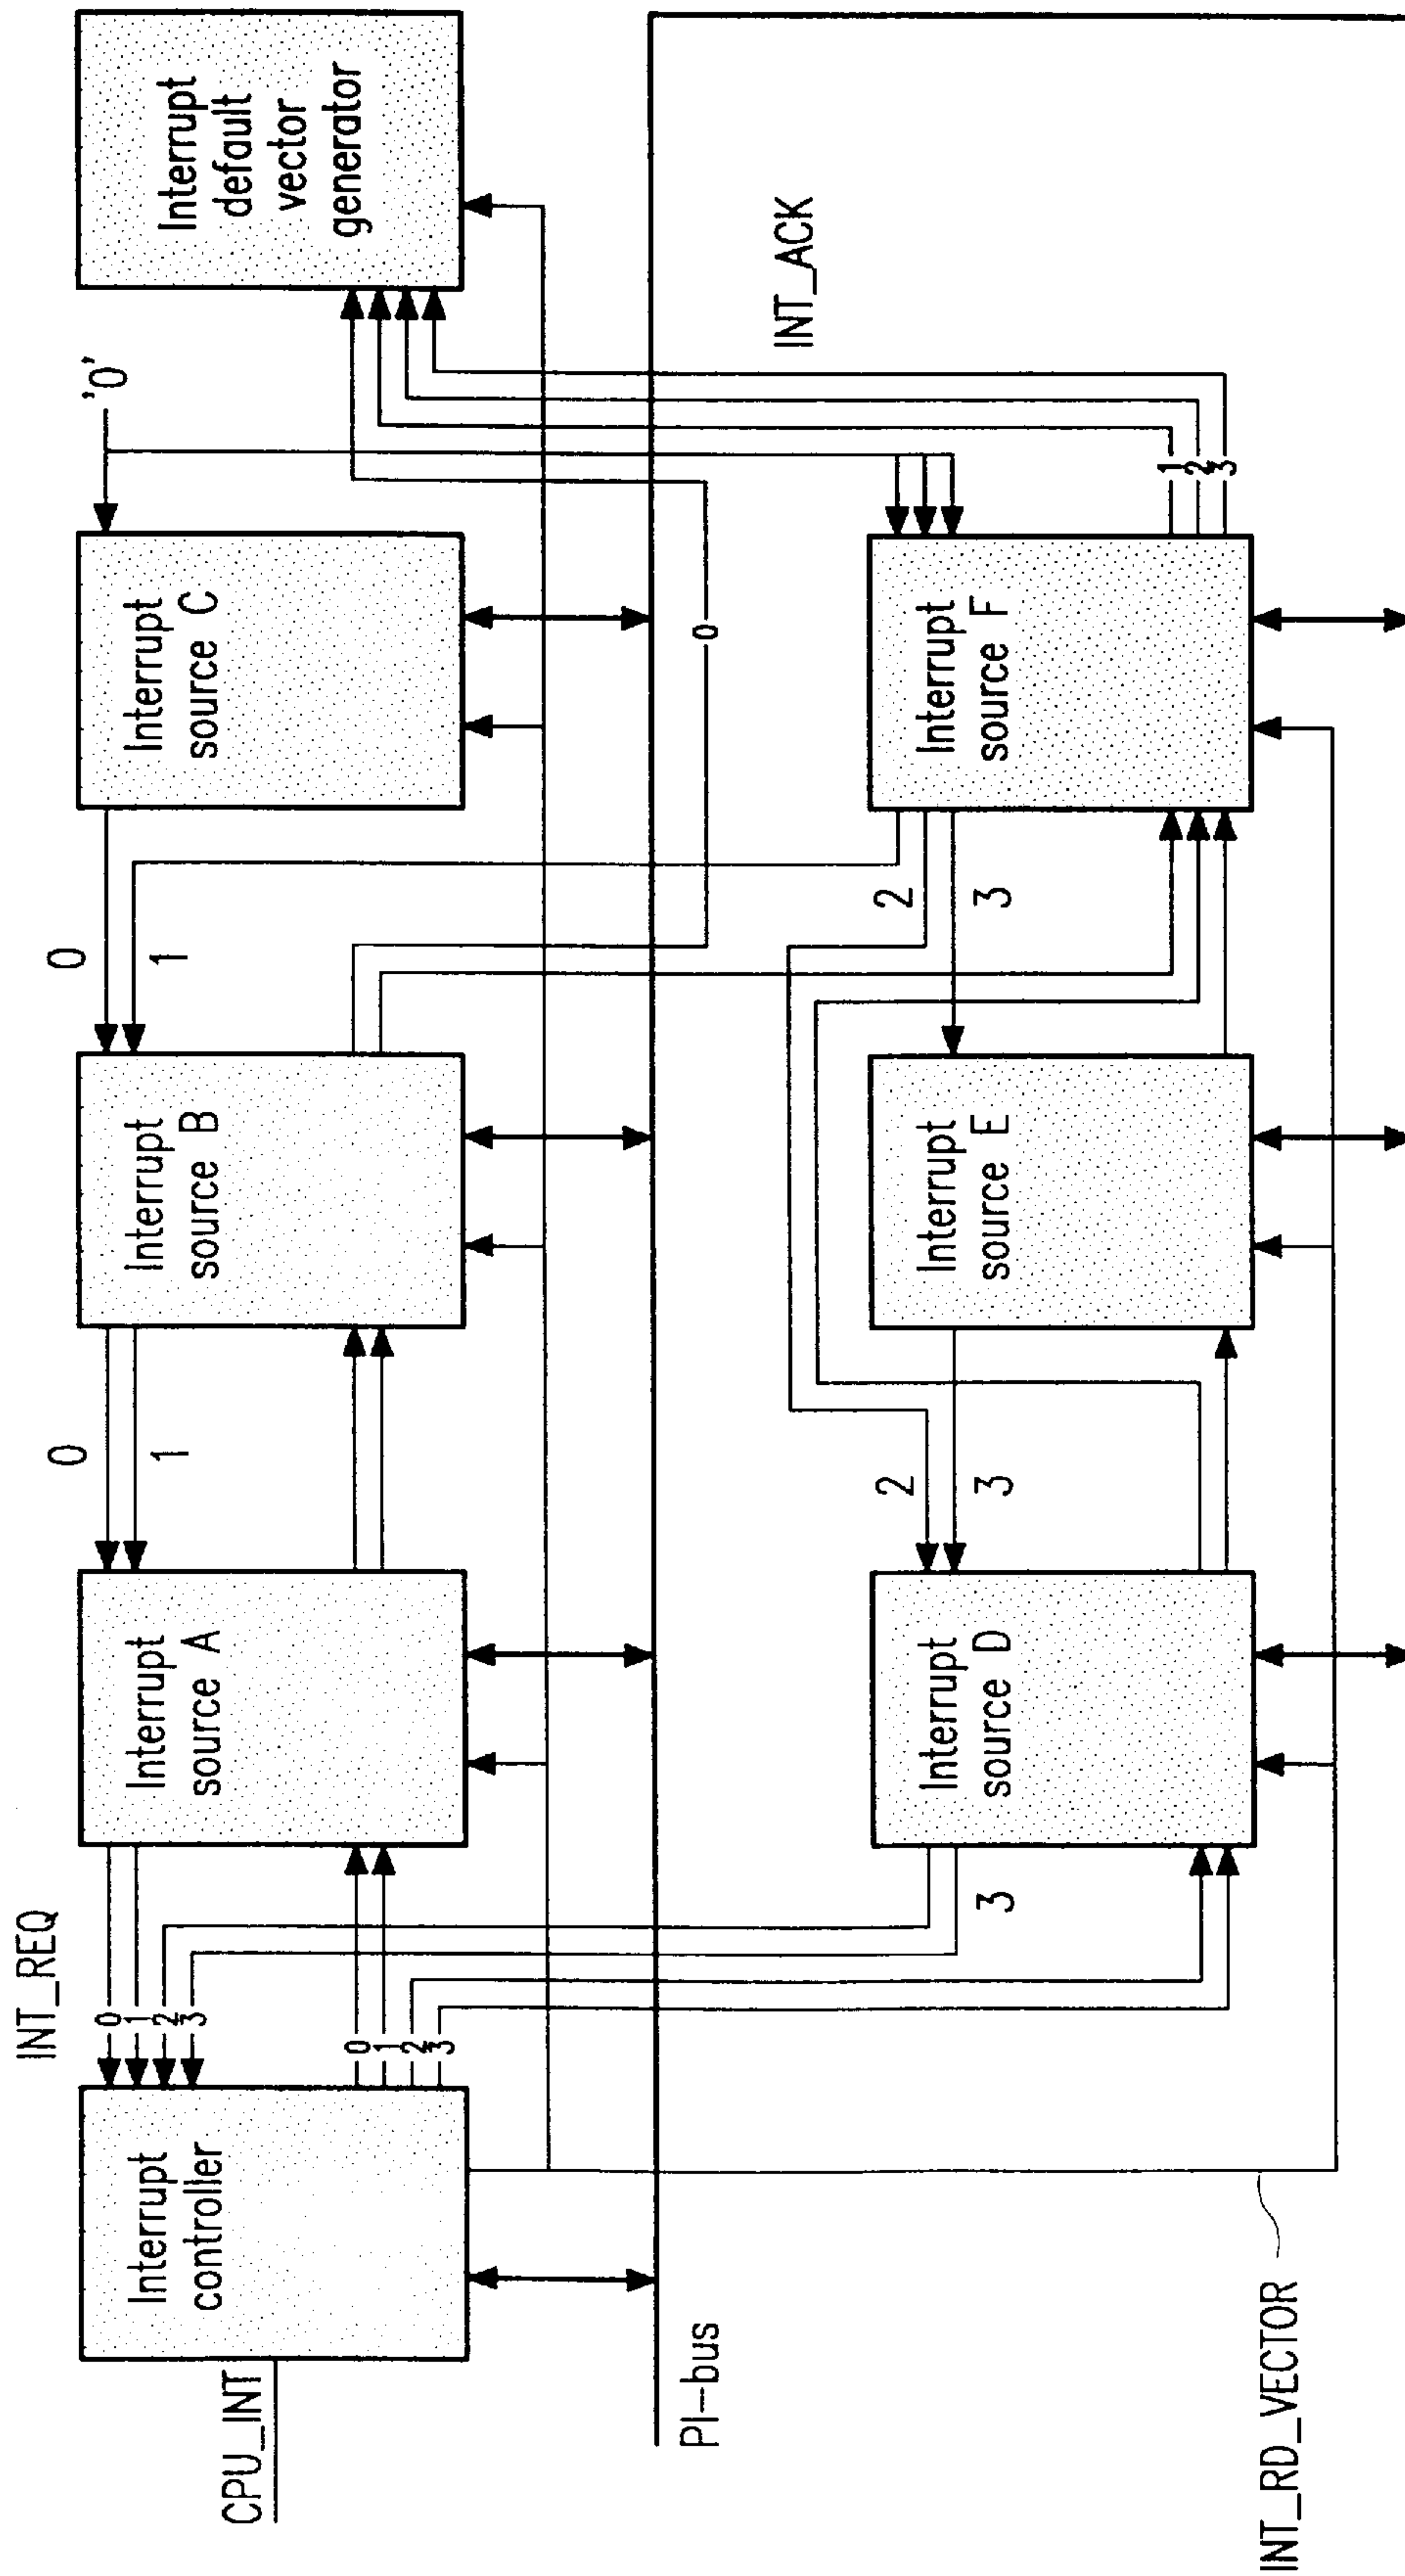 INT_REQ
CPU_INT
Interrupt
controller
0
1
2
3
0
1
2
3
Interrupt
source A
0
1
Interrupt
source B
0
1
Interrupt
source C
'0'
Interrupt
default
vector
generator
PI-bus
0
INT_ACK
3
Interrupt
source D
2
3
Interrupt
source E
2
3
Interrupt
source F
1
2
3
INT_RD_VECTOR